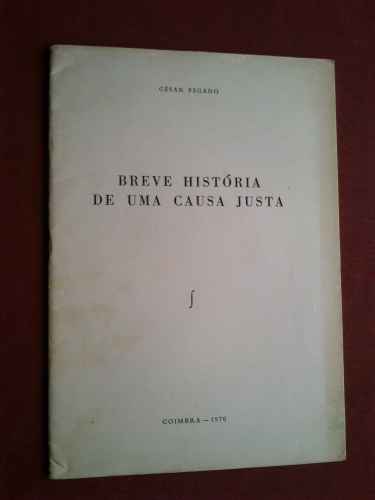 CÉSAR PEGADO
BREVE HISTÓRIA
DE UMA CAUSA JUSTA
∫
COIMBRA — 1970